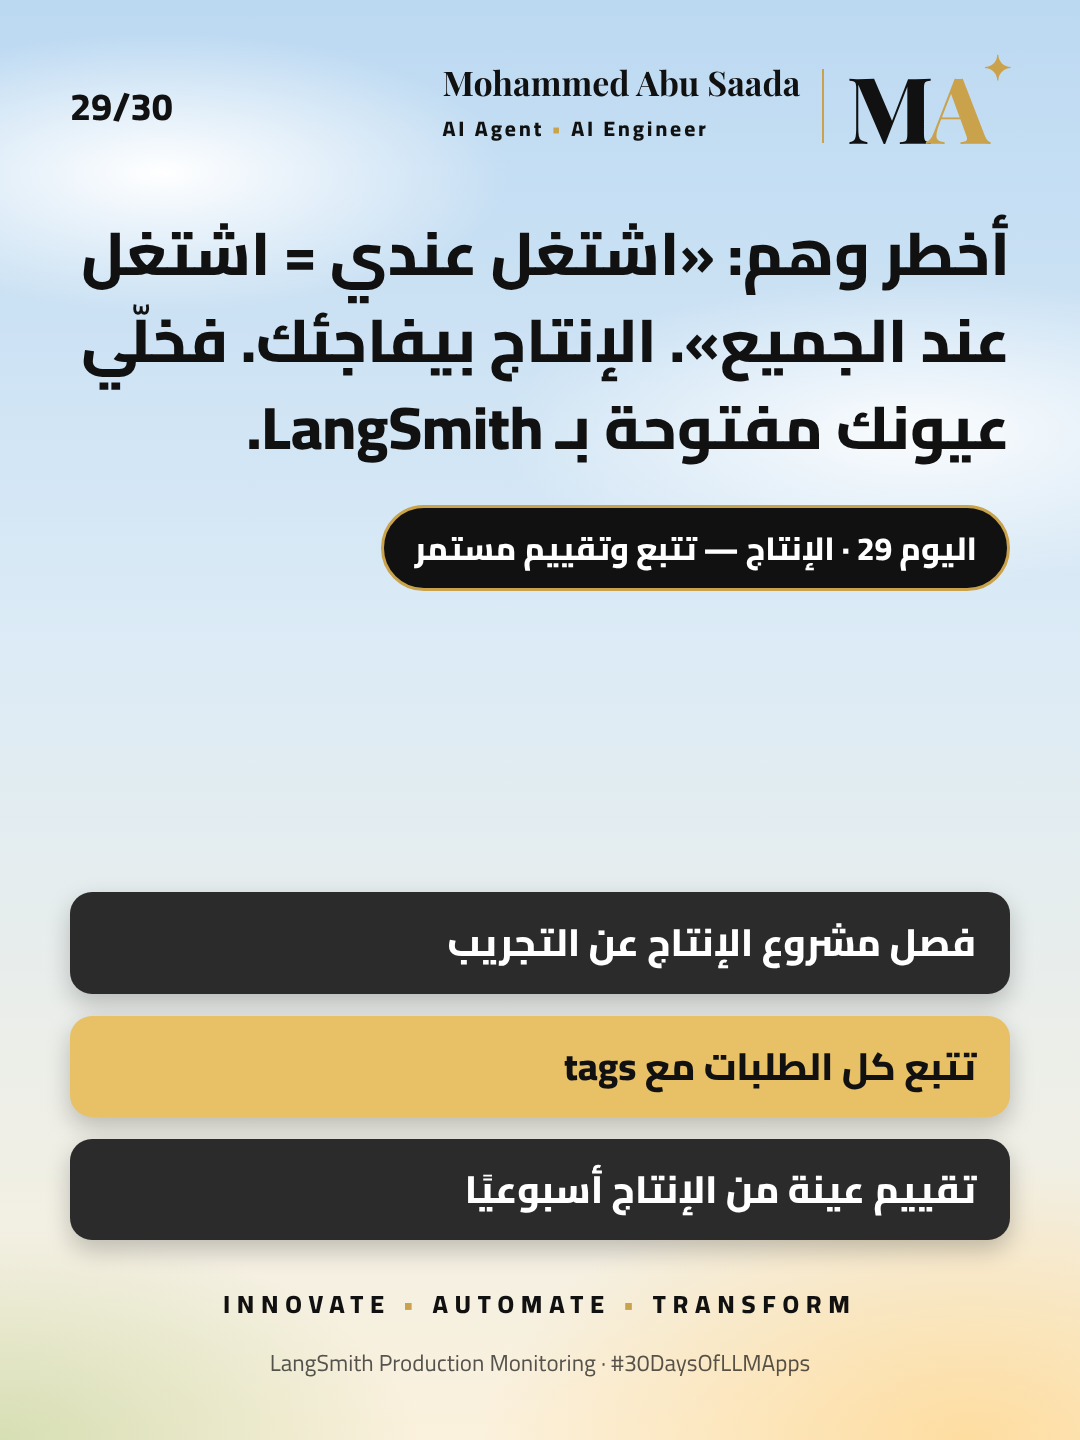 29/30
Mohammed Abu Saada
AI Agent ▪ AI Engineer
MA
أخطر وهم: «اشتغل عندي = اشتغل
عند الجميع». الإنتاج بيفاجئك. فخلّي
عيونك مفتوحة بـ LangSmith.
اليوم 29 · الإنتاج — تتبع وتقييم مستمر
فصل مشروع الإنتاج عن التجريب
تتبع كل الطلبات مع tags
تقييم عينة من الإنتاج أسبوعيًا
INNOVATE ▪ AUTOMATE ▪ TRANSFORM
LangSmith Production Monitoring · #30DaysOfLLMApps